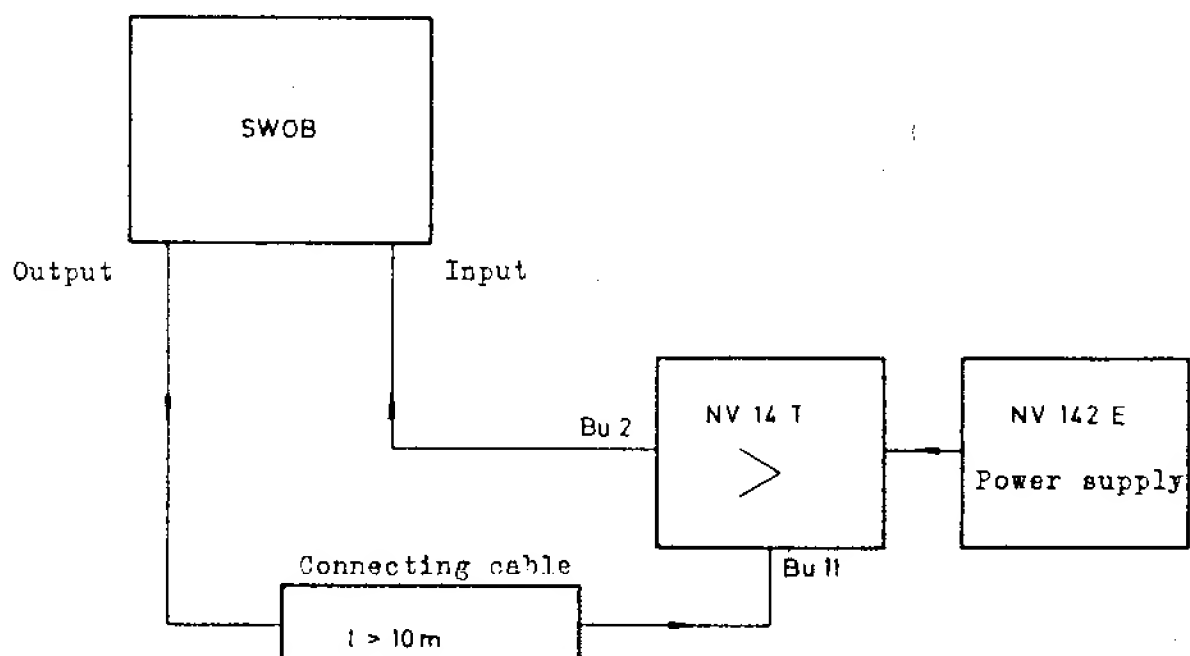 SWOB
Output
Input
Bu 2
NV 14 T
NV 142 E
Power supply
Connecting cable
Bu 11
l > 10 m